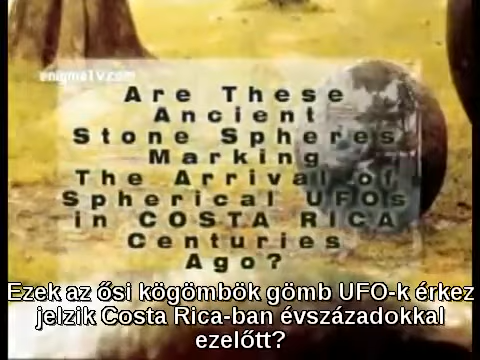 enigmatv.com
Are These
Ancient
Stone Spheres
Marking
The Arrival of
Spherical UFOs
in COSTA RICA
Centuries
Ago?
Ezek az ősi kögömbök gömb UFO-k érkez
jelzik Costa Rica-ban évszázadokkal
ezelőtt?